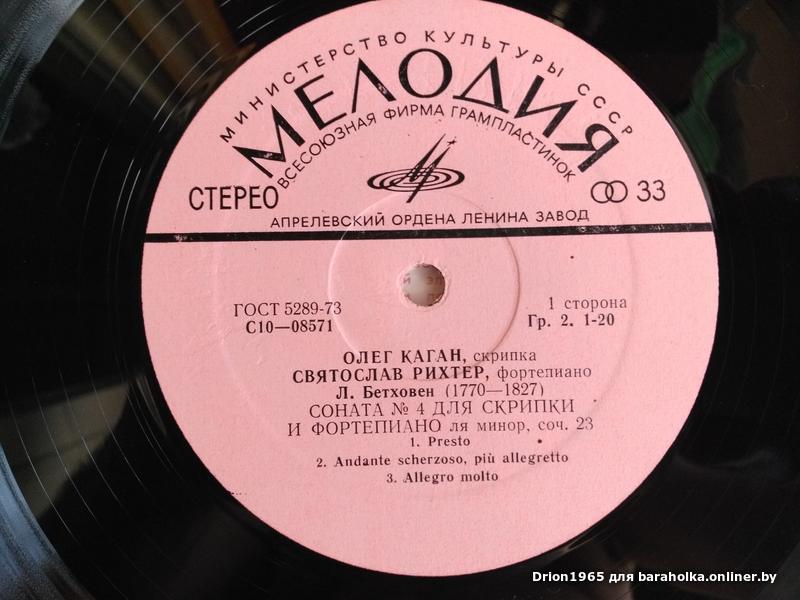 МИНИСТЕРСТВО КУЛЬТУРЫ СССР
МЕЛОДИЯ
ВСЕСОЮЗНАЯ ФИРМА ГРАМПЛАСТИНОК
СТЕРЕО 33
АПРЕЛЕВСКИЙ ОРДЕНА ЛЕНИНА ЗАВОД
ГОСТ 5289-73 1 сторона
С10—08571 Гр. 2. 1-20
ОЛЕГ КАГАН, скрипка
СВЯТОСЛАВ РИХТЕР, фортепиано
Л. Бетховен (1770—1827)
СОНАТА № 4 ДЛЯ СКРИПКИ
И ФОРТЕПИАНО ля минор, соч. 23
1. Presto
2. Andante scherzoso, più allegretto
3. Allegro molto
Drion1965 для baraholka.onliner.by